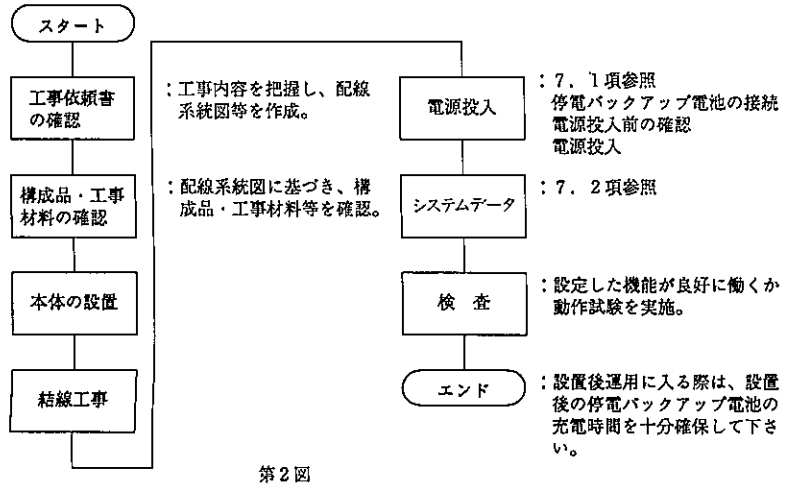 スタート
工事依頼書
の確認
：工事内容を把握し、配線
系統図等を作成。
構成品・工事
材料の確認
：配線系統図に基づき、構
成品・工事材料等を確認。
本体の設置
結線工事
電源投入
：7．1項参照
停電バックアップ電池の接続
電源投入前の確認
電源投入
システムデータ
：7．2項参照
検　査
：設定した機能が良好に働くか
動作試験を実施。
エンド
：設置後運用に入る際は、設置
後の停電バックアップ電池の
充電時間を十分確保して下さ
い。
第2図